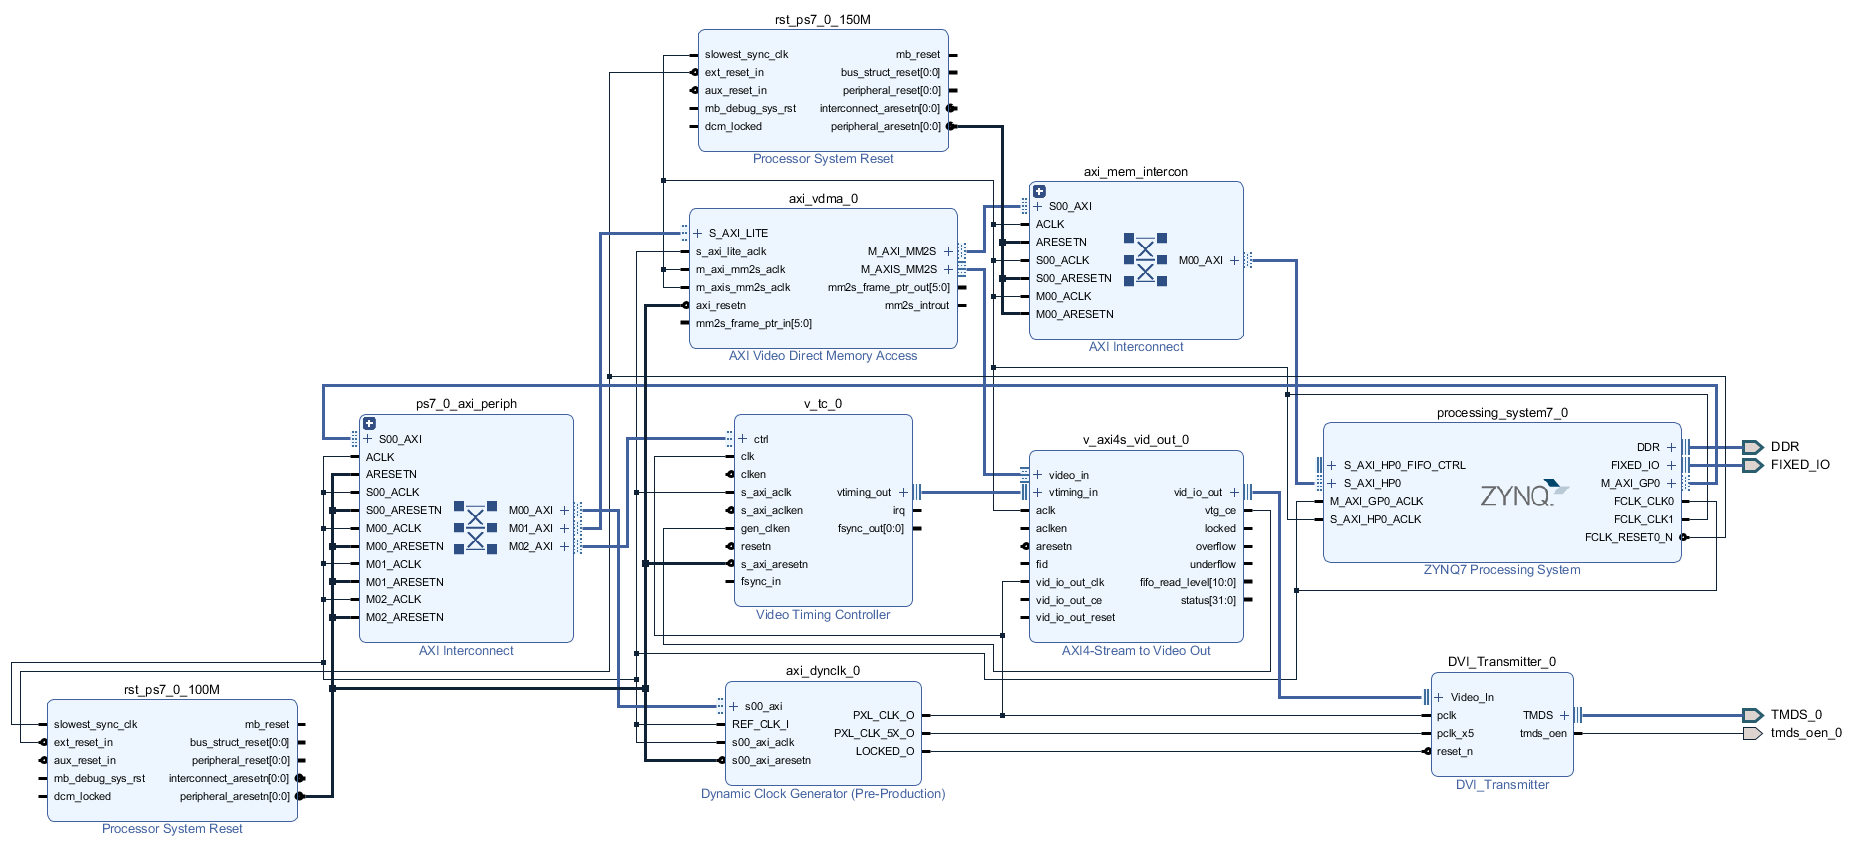 rst_ps7_0_150M
slowest_sync_clk
ext_reset_in
aux_reset_in
mb_debug_sys_rst
dcm_locked
mb_reset
bus_struct_reset[0:0]
peripheral_reset[0:0]
interconnect_aresetn[0:0]
peripheral_aresetn[0:0]
Processor System Reset
axi_mem_intercon
S00_AXI
ACLK
ARESETN
S00_ACLK
S00_ARESETN
M00_ACLK
M00_ARESETN
M00_AXI
AXI Interconnect
axi_vdma_0
S_AXI_LITE
s_axi_lite_aclk
m_axi_mm2s_aclk
m_axis_mm2s_aclk
axi_resetn
mm2s_frame_ptr_in[5:0]
M_AXI_MM2S
M_AXIS_MM2S
mm2s_frame_ptr_out[5:0]
mm2s_introut
AXI Video Direct Memory Access
ps7_0_axi_periph
S00_AXI
ACLK
ARESETN
S00_ACLK
S00_ARESETN
M00_ACLK
M00_ARESETN
M01_ACLK
M01_ARESETN
M02_ACLK
M02_ARESETN
M00_AXI
M01_AXI
M02_AXI
AXI Interconnect
v_tc_0
ctrl
clk
clken
s_axi_aclk
s_axi_aclken
gen_clken
resetn
s_axi_aresetn
fsync_in
vtiming_out
irq
fsync_out[0:0]
Video Timing Controller
v_axi4s_vid_out_0
video_in
vtiming_in
aclk
aclken
aresetn
fid
vid_io_out_clk
vid_io_out_ce
vid_io_out_reset
vid_io_out
vtg_ce
locked
overflow
underflow
fifo_read_level[10:0]
status[31:0]
AXI4-Stream to Video Out
processing_system7_0
S_AXI_HP0_FIFO_CTRL
S_AXI_HP0
M_AXI_GP0_ACLK
S_AXI_HP0_ACLK
ZYNQ
DDR
FIXED_IO
M_AXI_GP0
FCLK_CLK0
FCLK_CLK1
FCLK_RESET0_N
ZYNQ7 Processing System
DDR
FIXED_IO
rst_ps7_0_100M
slowest_sync_clk
ext_reset_in
aux_reset_in
mb_debug_sys_rst
dcm_locked
mb_reset
bus_struct_reset[0:0]
peripheral_reset[0:0]
interconnect_aresetn[0:0]
peripheral_aresetn[0:0]
Processor System Reset
axi_dynclk_0
s00_axi
REF_CLK_I
s00_axi_aclk
s00_axi_aresetn
PXL_CLK_O
PXL_CLK_5X_O
LOCKED_O
Dynamic Clock Generator (Pre-Production)
DVI_Transmitter_0
Video_In
pclk
pclk_x5
reset_n
TMDS
tmds_oen
DVI_Transmitter
TMDS_0
tmds_oen_0